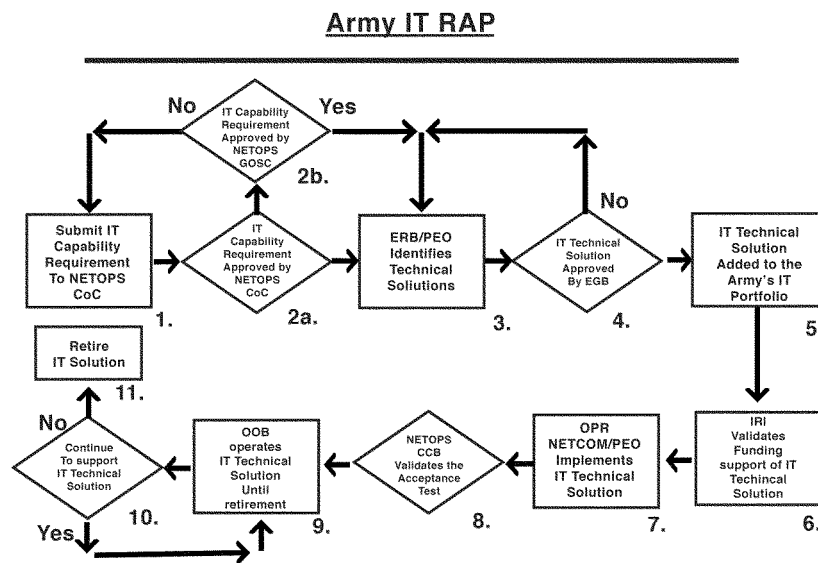 Army IT RAP
No
Yes
IT Capability
Requirement
Approved by
NETOPS
GOSC
2b.
Submit IT
Capability
Requirement
To NETOPS
CoC
1.
IT
Capability
Requirement
Approved by
NETOPS
CoC
2a.
ERB/PEO
Identifies
Technical
Soliutions
3.
No
IT Technical
Solution
Approved
By EGB
4.
IT Technical
Solution
Added to the
Army's IT
Portfolio
5.
Retire
IT Solution
11.
No
Continue
To support
IT Technical
Solution
Yes
10.
OOB
operates
IT Technical
Solution
Until
retirement
9.
NETOPS
CCB
Validates the
Acceptance
Test
8.
OPR
NETCOM/PEO
Implements
IT Technical
Solution
7.
IRI
Validates
Funding
support of IT
Techincal
Solution
6.